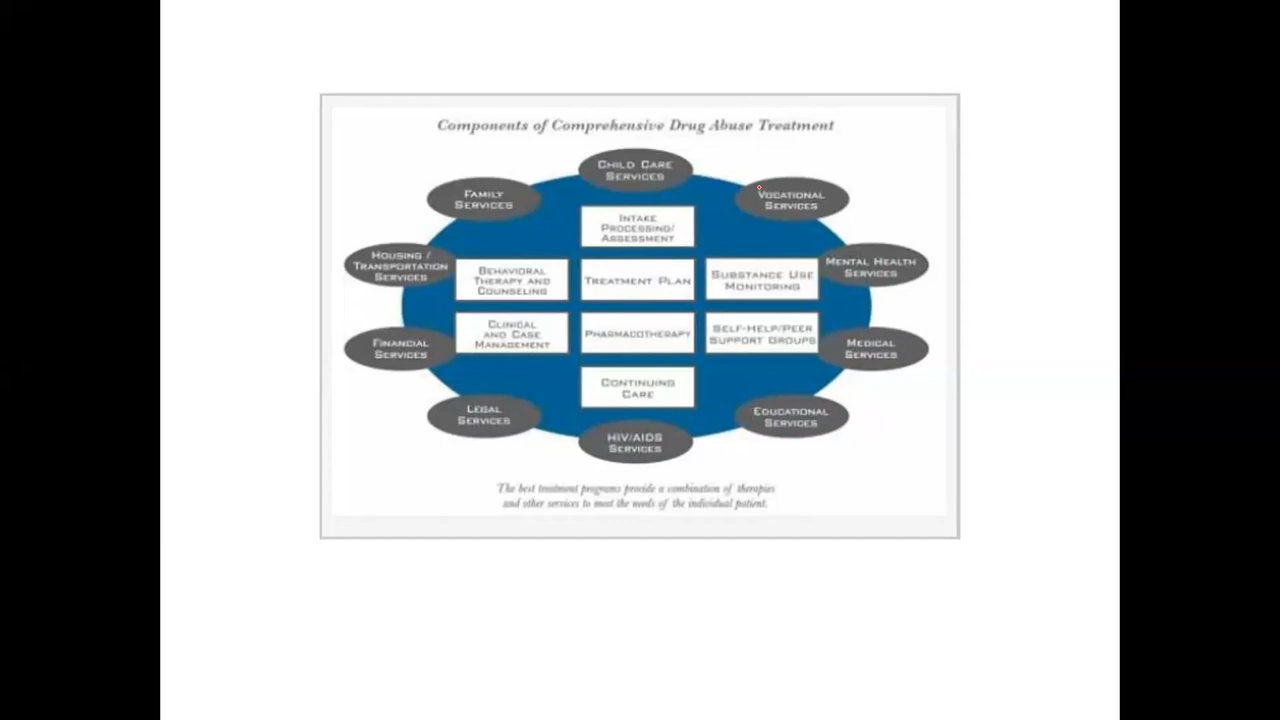 Components of Comprehensive Drug Abuse Treatment
CHILD CARE
SERVICES
FAMILY
SERVICES
VOCATIONAL
SERVICES
INTAKE
PROCESSING/
ASSESSMENT
HOUSING /
TRANSPORTATION
SERVICES
BEHAVIORAL
THERAPY AND
COUNSELING
TREATMENT PLAN
SUBSTANCE USE
MONITORING
MENTAL HEALTH
SERVICES
FINANCIAL
SERVICES
CLINICAL
AND CASE
MANAGEMENT
PHARMACOTHERAPY
SELF-HELP/PEER
SUPPORT GROUPS
MEDICAL
SERVICES
CONTINUING
CARE
LEGAL
SERVICES
EDUCATIONAL
SERVICES
HIV/AIDS
SERVICES
The best treatment programs provide a combination of therapies
and other services to meet the needs of the individual patient.